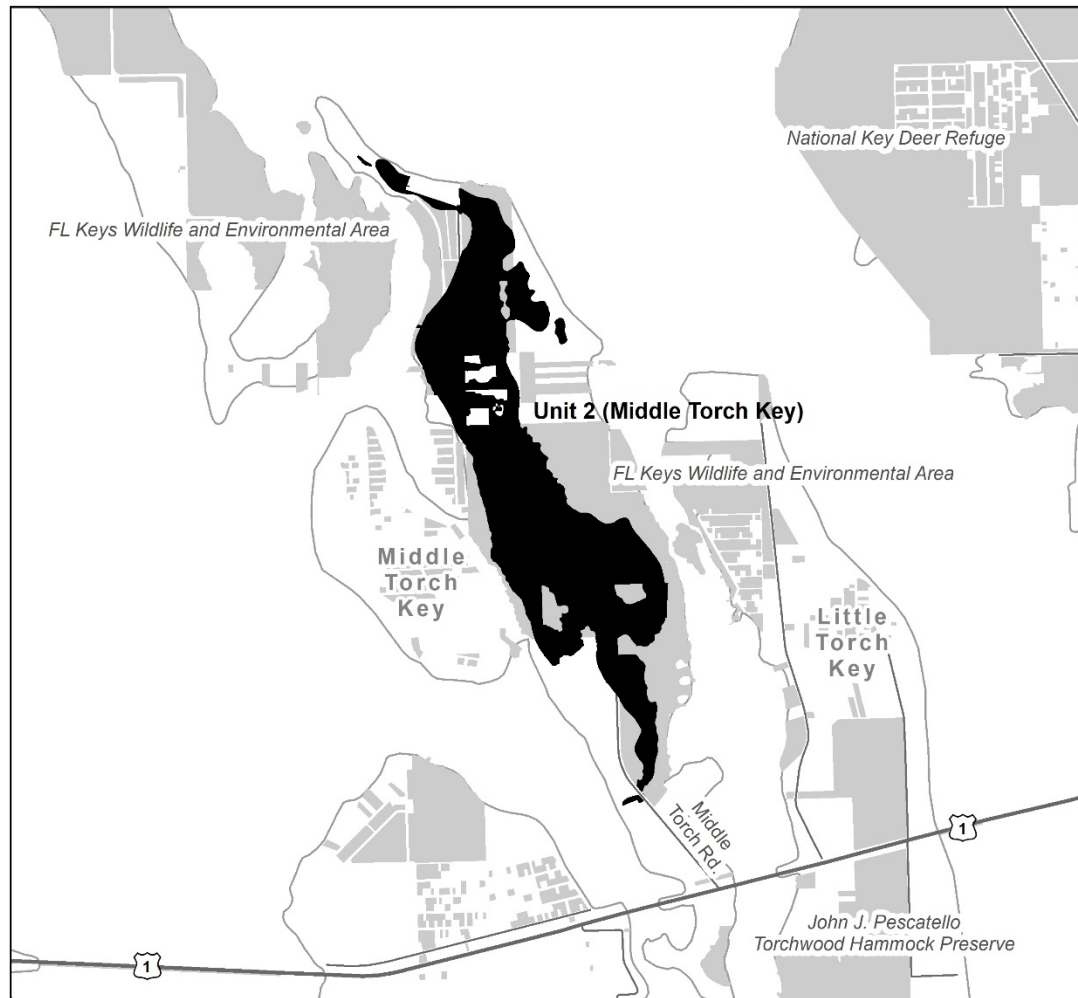 National Key Deer Refuge
FL Keys Wildlife and Environmental Area
Unit 2 (Middle Torch Key)
FL Keys Wildlife and Environmental Area
Middle
Torch
Key
Little
Torch
Key
Middle
Torch Rd.
1
John J. Pescatello
Torchwood Hammock Preserve
1